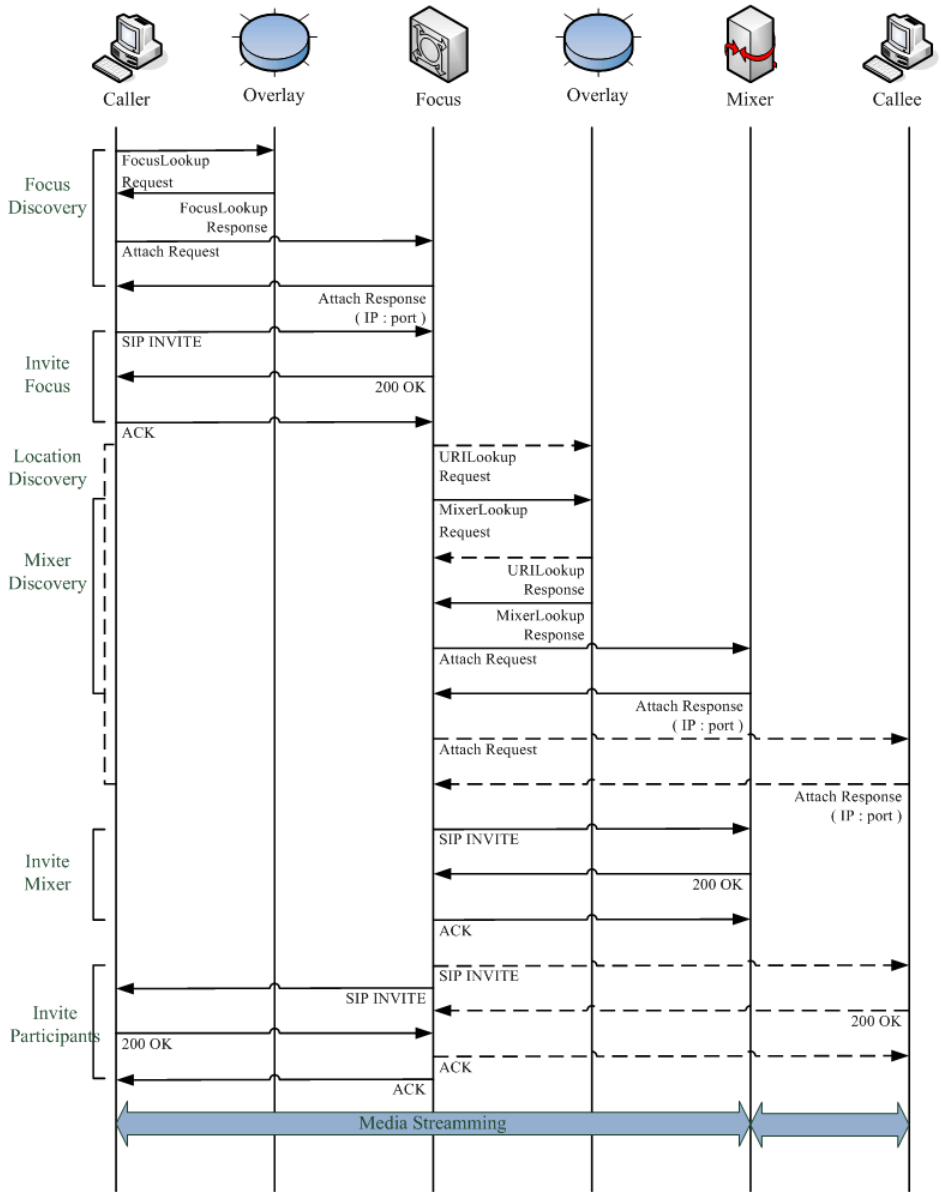 Caller
Overlay
Focus
Overlay
Mixer
Callee
Focus
Discovery
FocusLookup
Request
FocusLookup
Response
Attach Request
Attach Response
( IP : port )
Invite
Focus
SIP INVITE
200 OK
ACK
Location
Discovery
URILookup
Request
Mixer
Discovery
MixerLookup
Request
URILookup
Response
MixerLookup
Response
Attach Request
Attach Response
( IP : port )
Attach Request
Attach Response
( IP : port )
Invite
Mixer
SIP INVITE
200 OK
ACK
Invite
Participants
SIP INVITE
SIP INVITE
200 OK
200 OK
ACK
ACK
Media Streamming